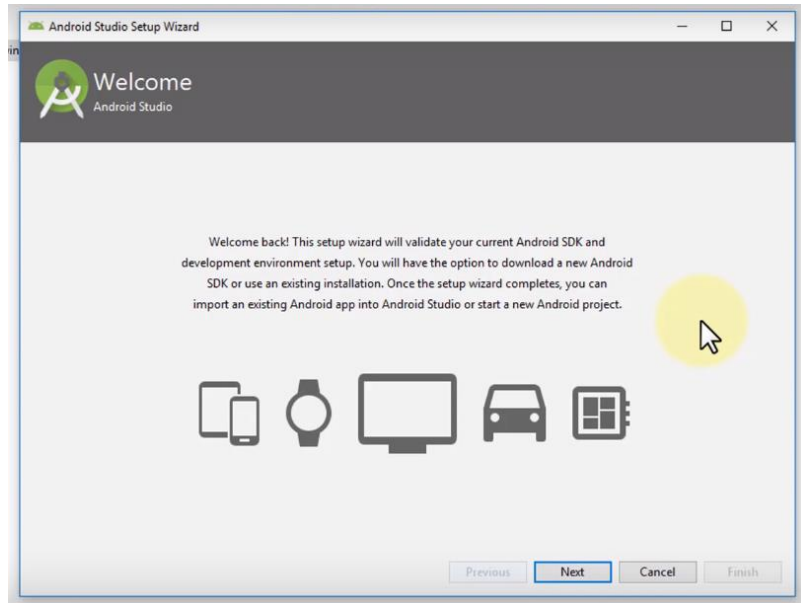 Android Studio Setup Wizard
in
Welcome
Android Studio
Welcome back! This setup wizard will validate your current Android SDK and
development environment setup. You will have the option to download a new Android
SDK or use an existing installation. Once the setup wizard completes, you can
import an existing Android app into Android Studio or start a new Android project.
Previous Next Cancel Finish